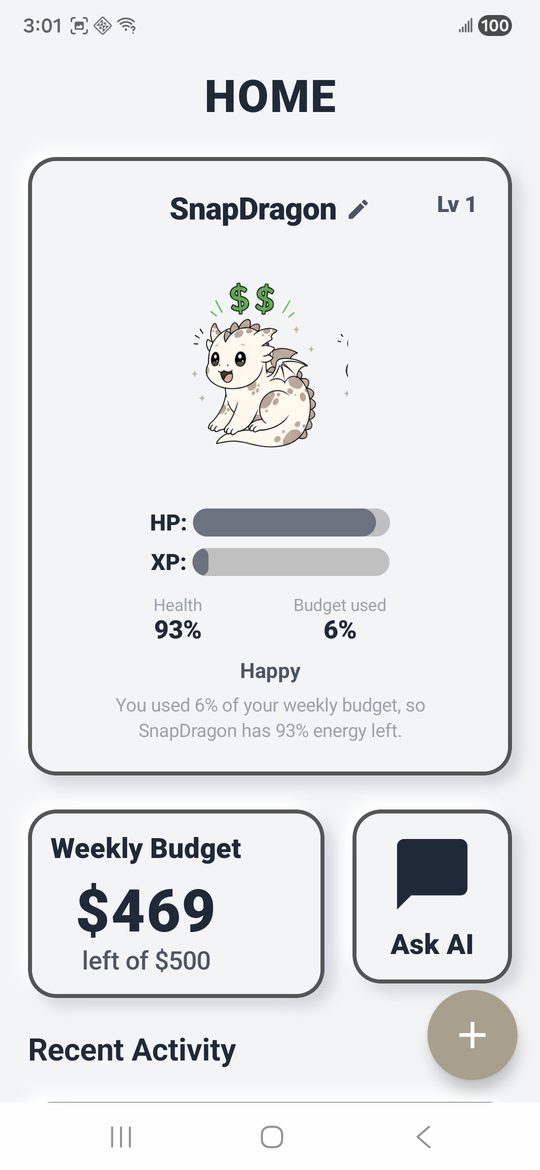 3:01
100
HOME
SnapDragon
Lv 1
$ $
HP:
XP:
Health
Budget used
93%
6%
Happy
You used 6% of your weekly budget, so
SnapDragon has 93% energy left.
Weekly Budget
$469
left of $500
Ask AI
Recent Activity
+